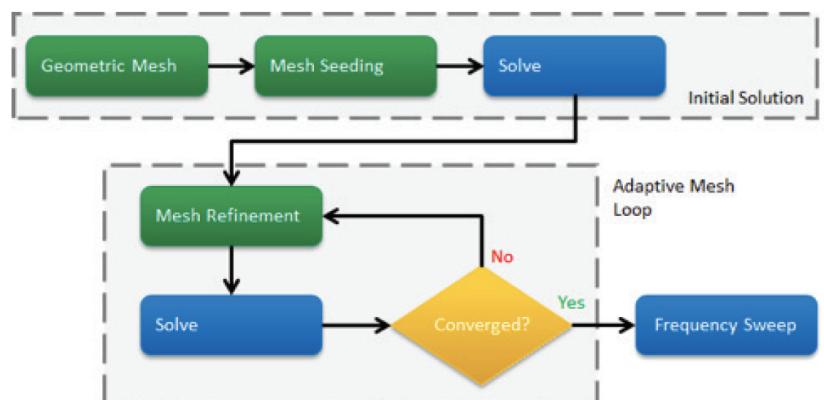 Geometric Mesh
Mesh Seeding
Solve
Initial Solution
Adaptive Mesh
Loop
Mesh Refinement
No
Yes
Solve
Converged?
Frequency Sweep